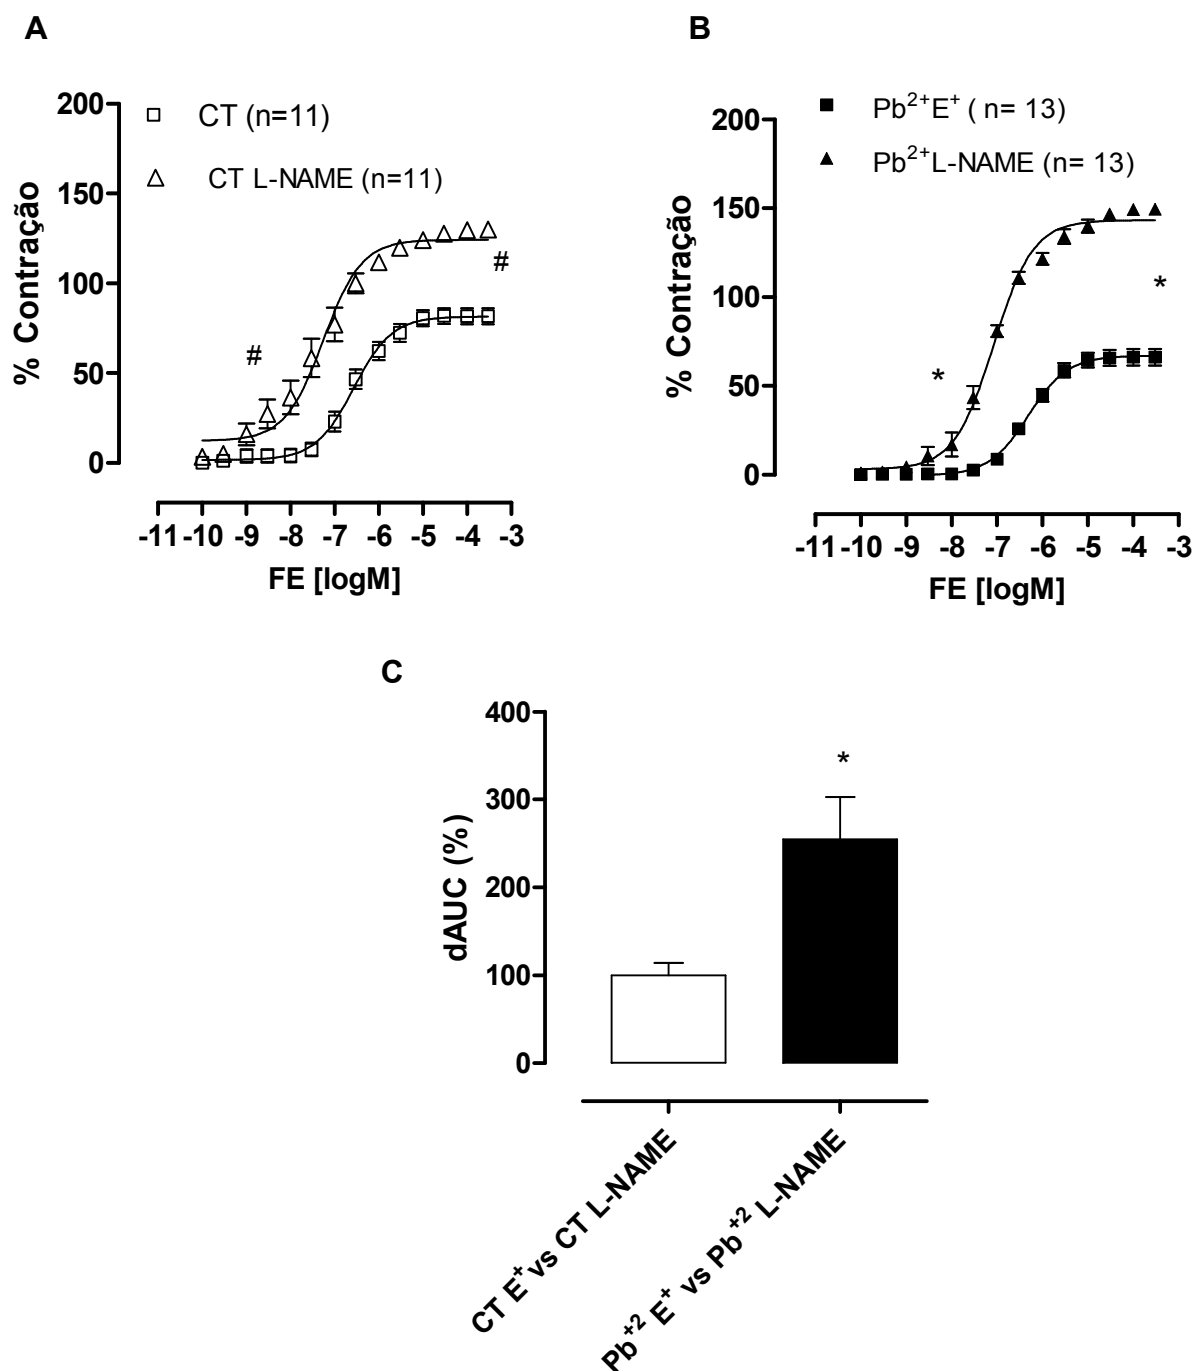 A
B
200
150
100
50
0
% Contração
CT (n=11)
CT L-NAME (n=11)
#
#
-11 -10 -9 -8 -7 -6 -5 -4 -3
FE [logM]
200
150
100
50
0
% Contração
Pb²⁺E⁺ ( n= 13)
Pb²⁺L-NAME (n= 13)
*
*
-11 -10 -9 -8 -7 -6 -5 -4 -3
FE [logM]
C
400
300
200
100
0
dAUC (%)
*
CT E⁺vs CT L-NAME
Pb⁺² E⁺ vs Pb⁺² L-NAME